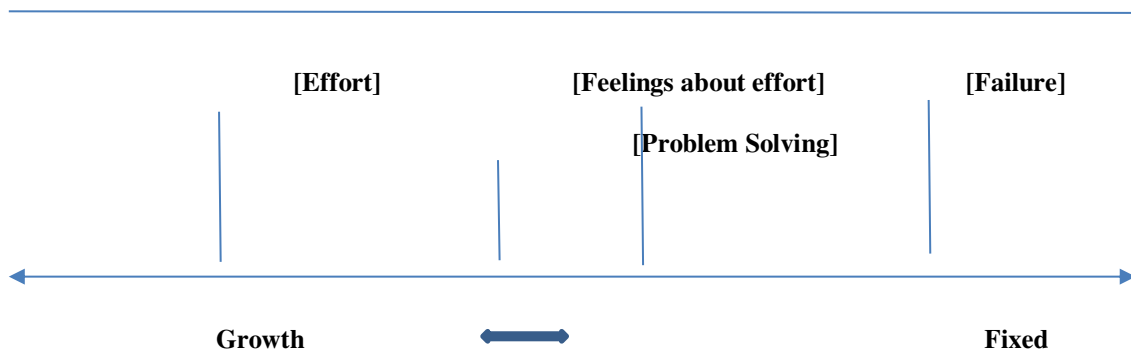 [Effort] [Feelings about effort] [Failure]
[Problem Solving]
Growth Fixed